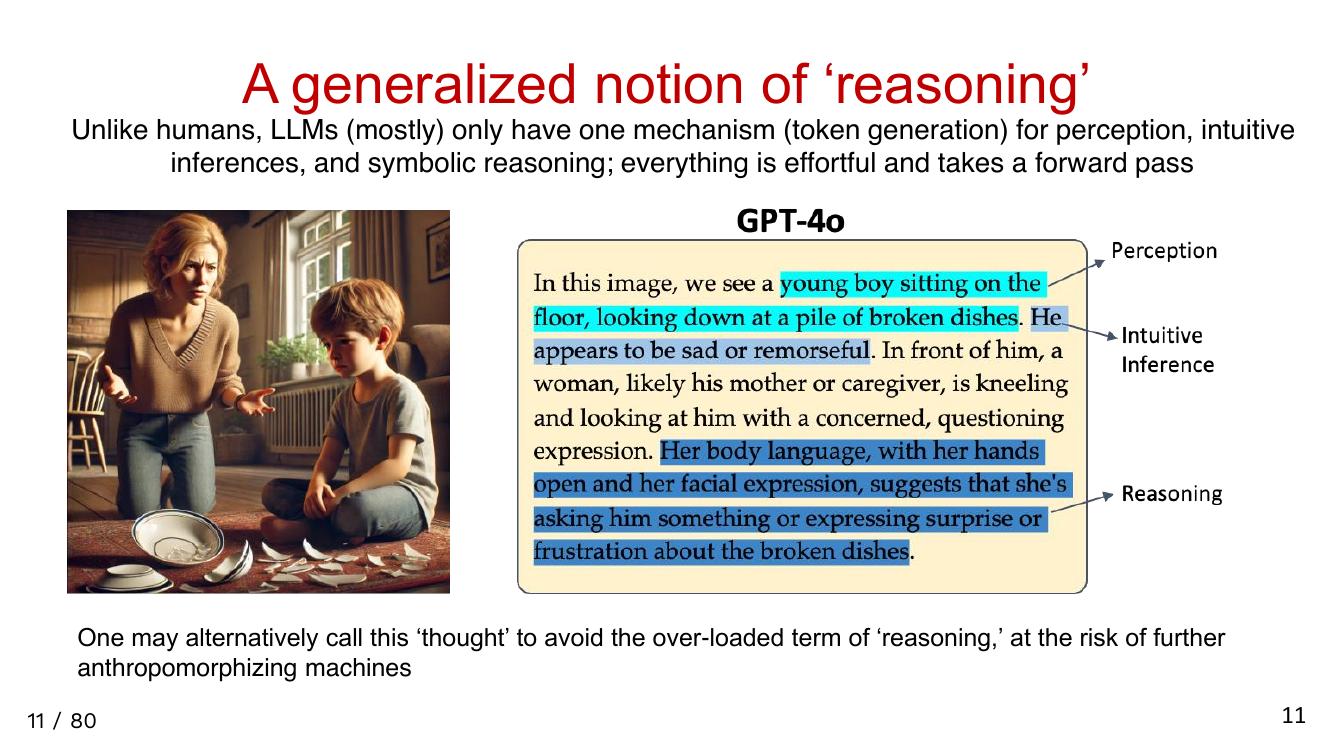 A generalized notion of ‘reasoning’
Unlike humans, LLMs (mostly) only have one mechanism (token generation) for perception, intuitive
inferences, and symbolic reasoning; everything is effortful and takes a forward pass
GPT-4o
In this image, we see a young boy sitting on the
floor, looking down at a pile of broken dishes. He
appears to be sad or remorseful. In front of him, a
woman, likely his mother or caregiver, is kneeling
and looking at him with a concerned, questioning
expression. Her body language, with her hands
open and her facial expression, suggests that she's
asking him something or expressing surprise or
frustration about the broken dishes.
Perception
Intuitive
Inference
Reasoning
One may alternatively call this ‘thought’ to avoid the over-loaded term of ‘reasoning,’ at the risk of further
anthropomorphizing machines
11 / 80
11